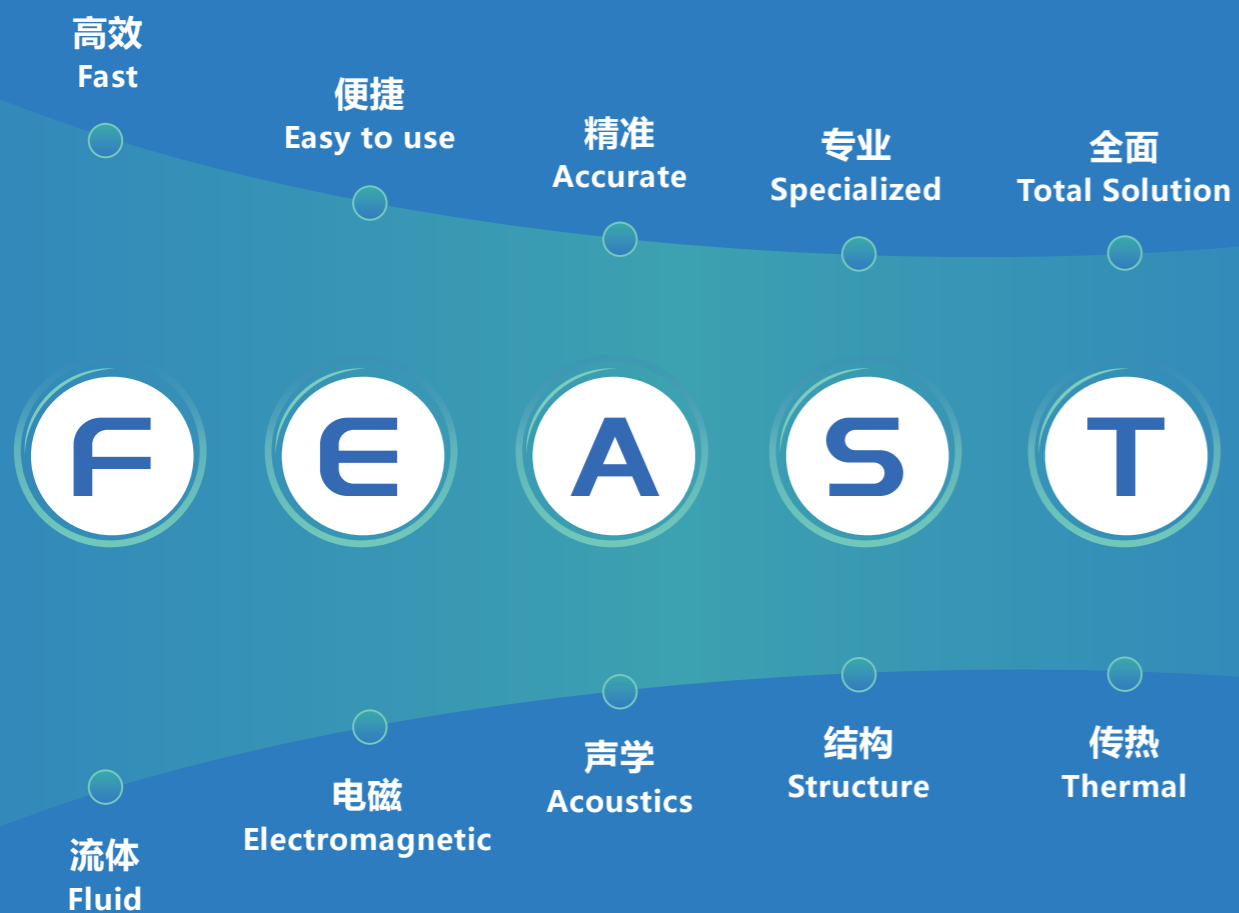 高效
Fast
便捷
Easy to use
精准
Accurate
专业
Specialized
全面
Total Solution
F E A S T
流体
Fluid
电磁
Electromagnetic
声学
Acoustics
结构
Structure
传热
Thermal